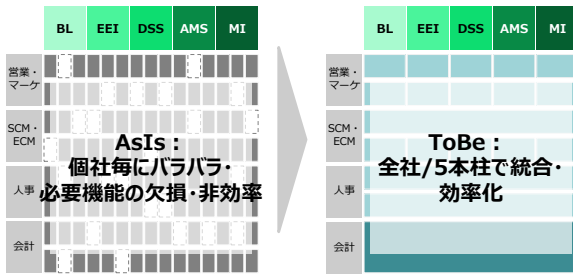 BL EEI DSS AMS MI
営業・
マーケ
SCM・
ECM
人事
会計
AsIs：
個社毎にバラバラ・
必要機能の欠損・非効率
BL EEI DSS AMS MI
営業・
マーケ
SCM・
ECM
人事
会計
ToBe：
全社/5本柱で統合・
効率化